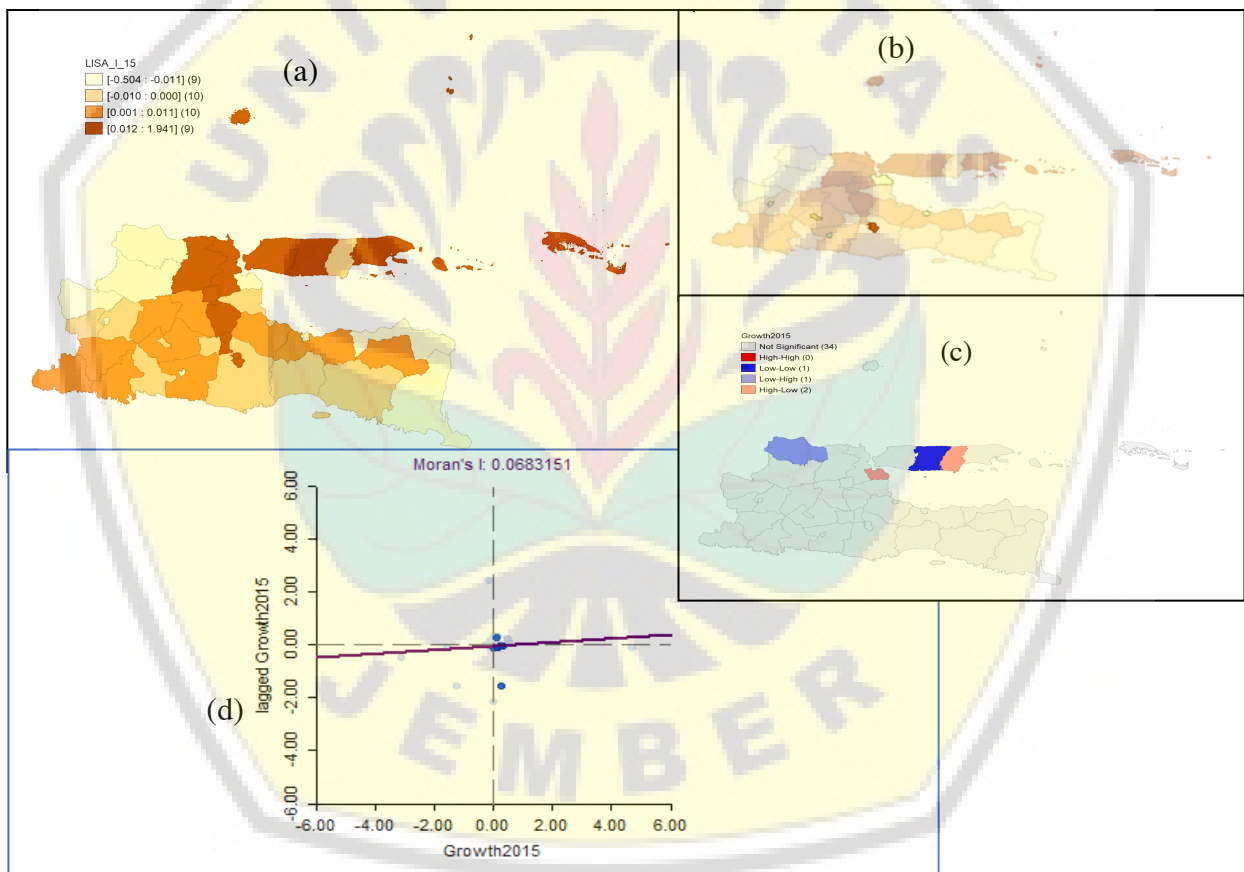 (a)
LISA_I_15
[-0.504 : -0.011] (9)
[-0.010 : 0.000] (10)
[0.001 : 0.011] (10)
[0.012 : 1.941] (9)
(b)
(c)
Growth2015
Not Significant (34)
High-High (0)
Low-Low (1)
Low-High (1)
High-Low (2)
(d)
Moran's I: 0.0683151
lagged Growth2015
6.00
4.00
2.00
0.00
-2.00
-4.00
-6.00
-6.00 -4.00 -2.00 0.00 2.00 4.00 6.00
Growth2015
UNIVERSITAS
JEMBER